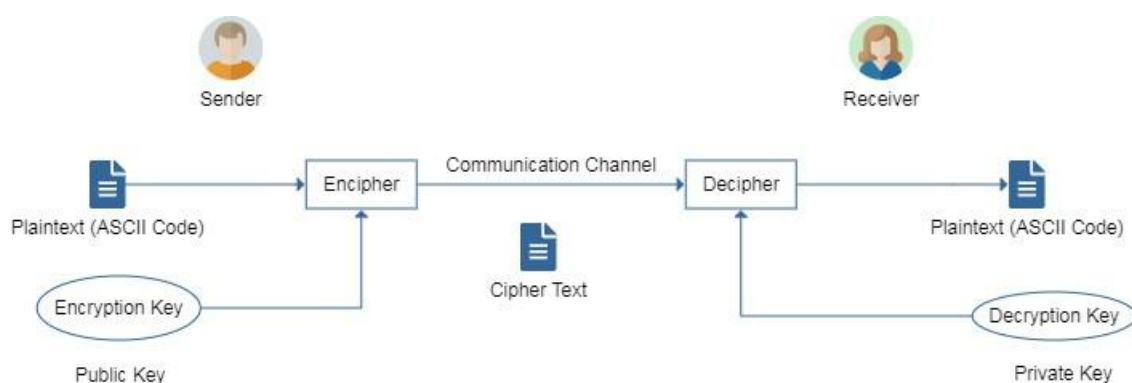 Sender
Receiver
Communication Channel
Encipher
Decipher
Plaintext (ASCII Code)
Plaintext (ASCII Code)
Cipher Text
Encryption Key
Decryption Key
Public Key
Private Key